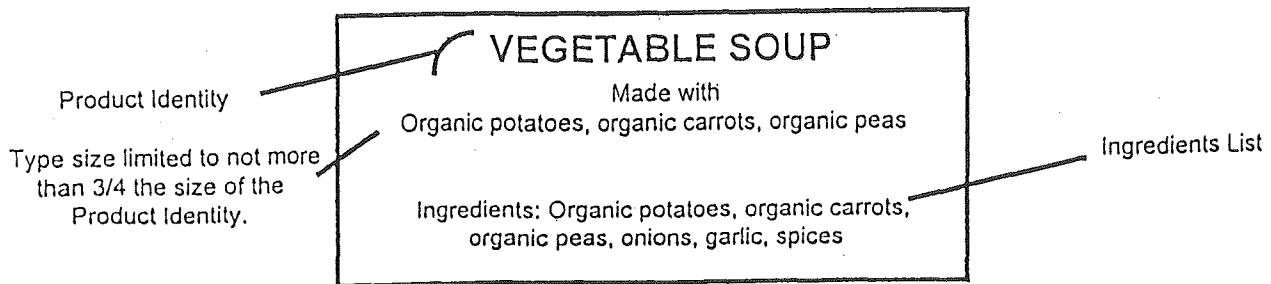 VEGETABLE SOUP
Product Identity
Made with
Organic potatoes, organic carrots, organic peas
Type size limited to not more
than 3/4 the size of the
Product Identity.
Ingredients List
Ingredients: Organic potatoes, organic carrots,
organic peas, onions, garlic, spices